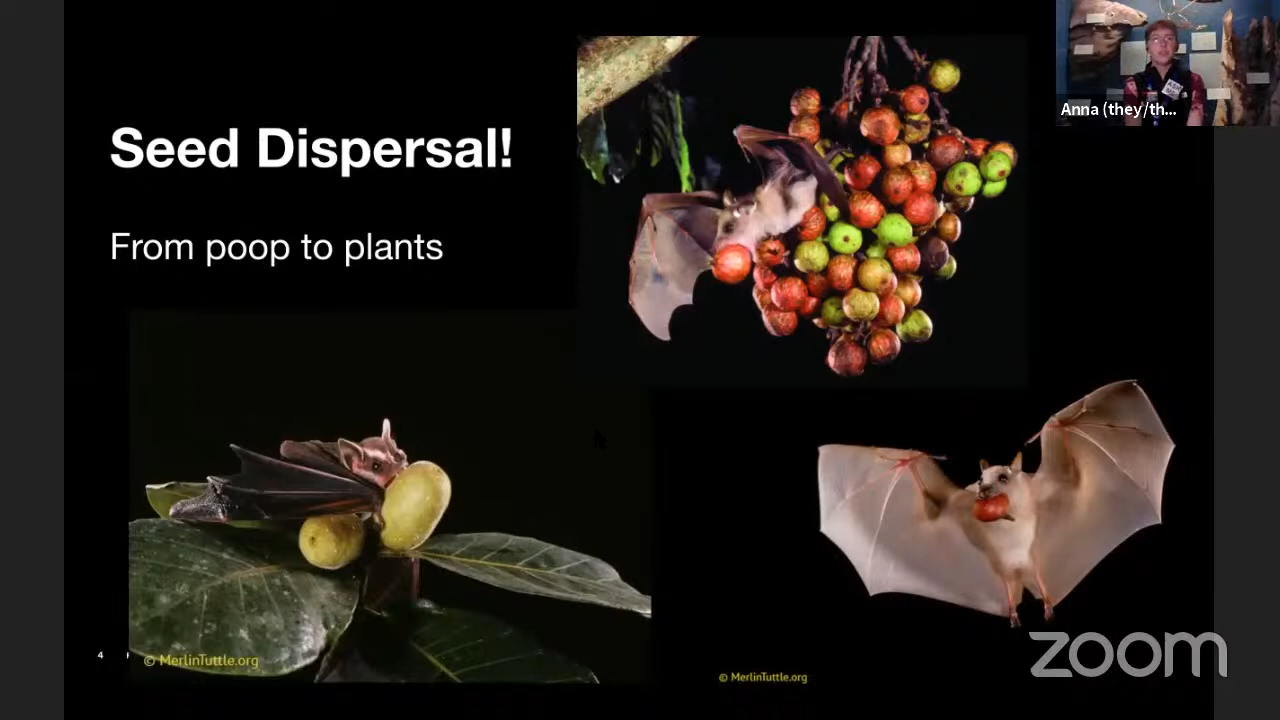 Seed Dispersal!
From poop to plants
Anna (they/th...
4
© MerlinTuttle.org
© MerlinTuttle.org
zoom